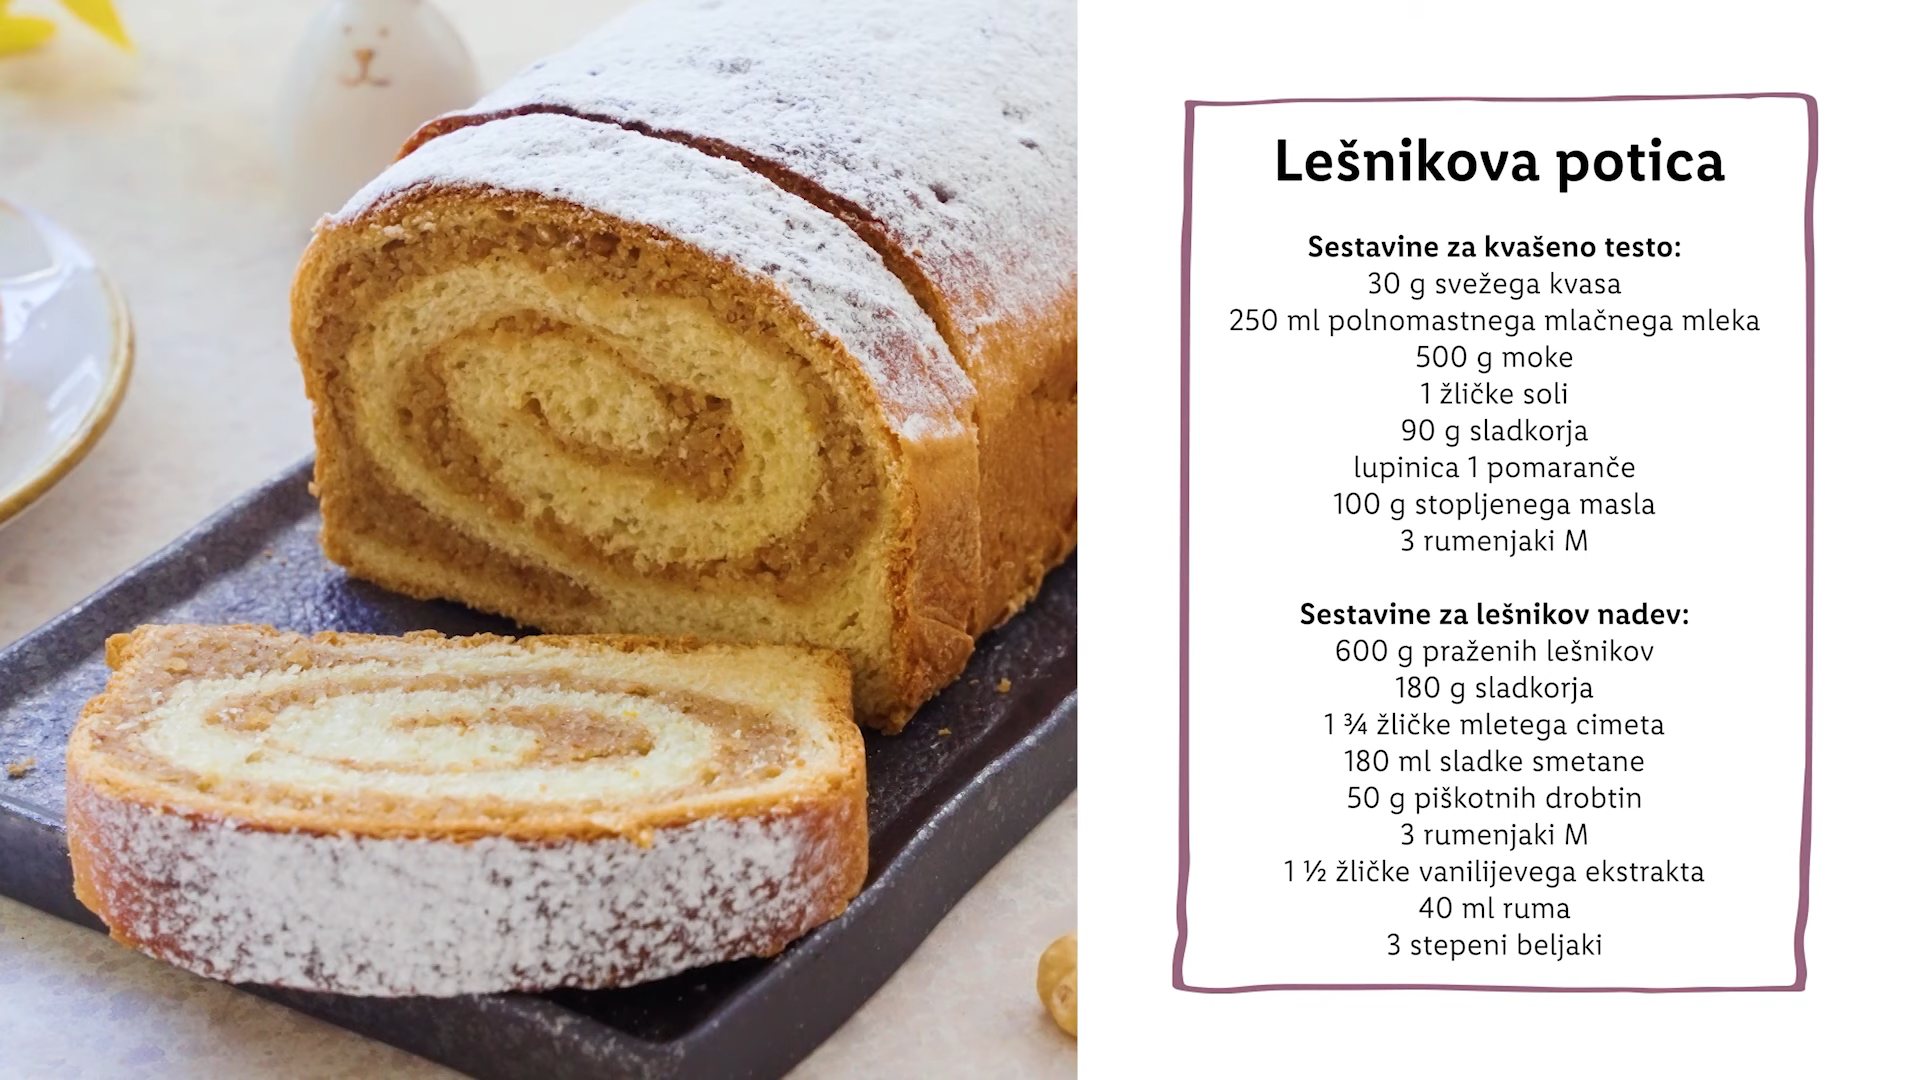 Lešnikova potica
Sestavine za kvašeno testo:
30 g svežega kvasa
250 ml polnomastnega mlačnega mleka
500 g moke
1 žličke soli
90 g sladkorja
lupinica 1 pomaranče
100 g stopljenega masla
3 rumenjaki M
Sestavine za lešnikov nadev:
600 g praženih lešnikov
180 g sladkorja
1 ¾ žličke mletega cimeta
180 ml sladke smetane
50 g piškotnih drobtin
3 rumenjaki M
1 ½ žličke vanilijevega ekstrakta
40 ml ruma
3 stepeni beljaki